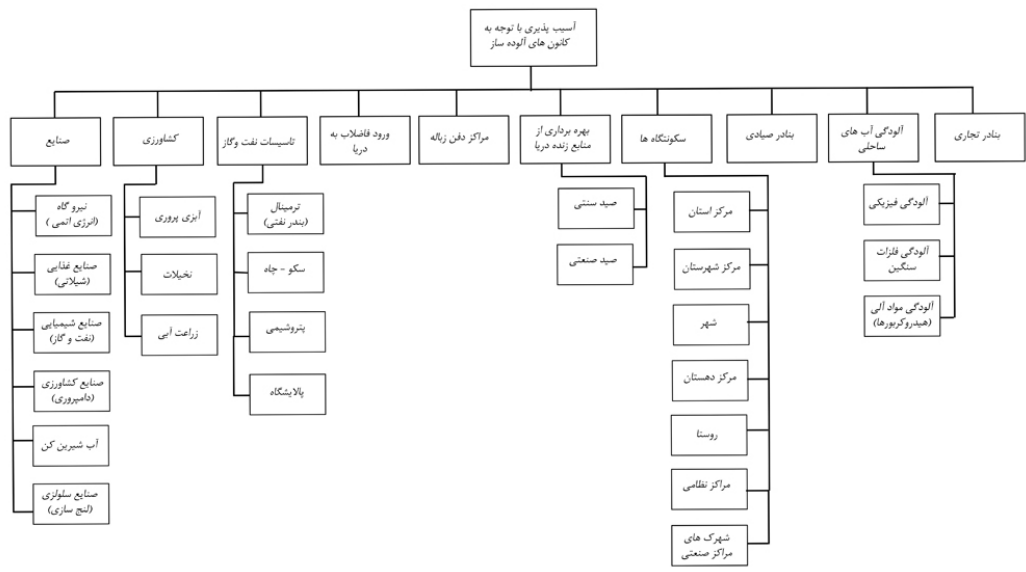 آسیب پذیری با توجه به
کانون های آلوده ساز
بنادر تجاری
آلودگی آب های
ساحلی
بنادر صیادی
سکونتگاه ها
بهره برداری از
منابع زنده دریا
مراکز دفن زباله
ورود فاضلاب به
دریا
تاسیسات نفت وگاز
کشاورزی
صنایع
آلودگی فیزیکی
آلودگی فلزات
سنگین
آلودگی مواد آلی
(هیدروکربورها)
مرکز استان
مرکز شهرستان
شهر
مرکز دهستان
روستا
مراکز نظامی
شهرک های
مراکز صنعتی
صید سنتی
صید صنعتی
ترمینال
(بندر نفتی)
سکو - چاه
پتروشیمی
پالایشگاه
آبزی پروری
نخیلات
زراعت آبی
نیرو گاه
(انرژی اتمی )
صنایع غذایی
(شیلاتی)
صنایع شیمیایی
(نفت و گاز)
صنایع کشاورزی
(دامپروری)
آب شیرین کن
صنایع سلولزی
(لنج سازی)